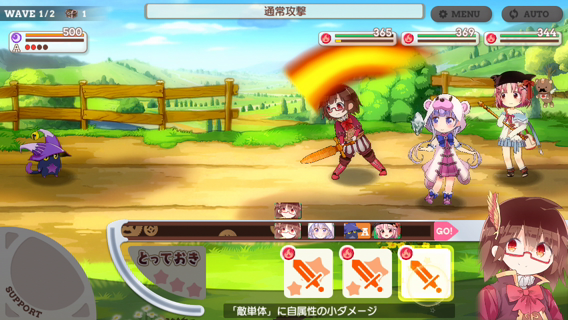 WAVE 1/2 1
通常攻撃
MENU
AUTO
500
A
365
369
344
GO!
とっておき
SUPPORT
「敵単体」に自属性の小ダメージ